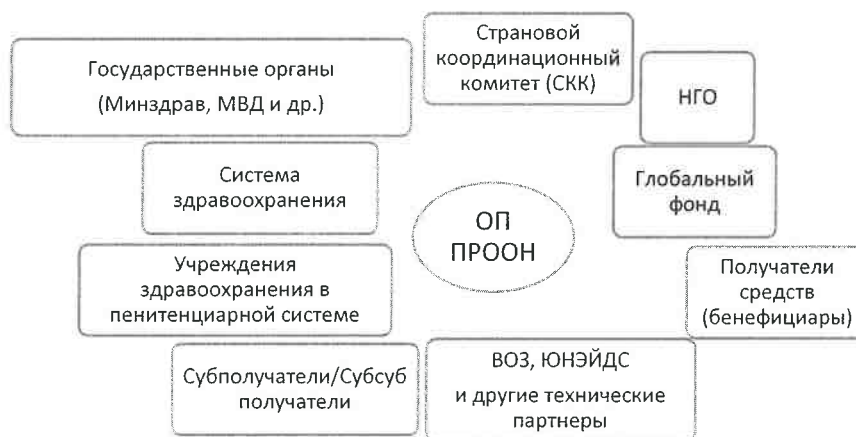 Страновой
координационный
комитет (СКК)
Государственные органы
(Минздрав, МВД и др.)
НГО
Система
здравоохранения
Глобальный
фонд
ОП
ПРООН
Учреждения
здравоохранения в
пенитенциарной системе
Получатели
средств
(бенефициары)
Субполучатели/Субсуб
получатели
ВОЗ, ЮНЭЙДС
и другие технические
партнеры